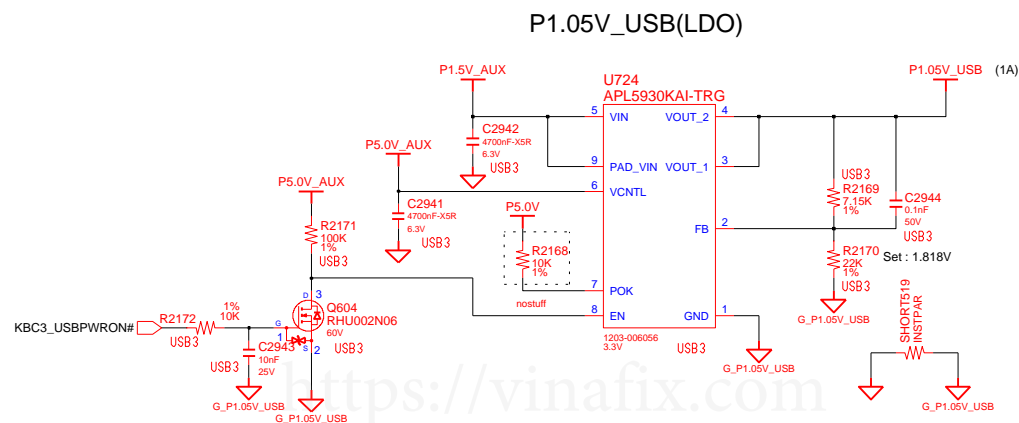 P1.05V_USB(LDO)
P1.5V_AUX
U724
APL5930KAI-TRG
P1.05V_USB (1A)
5 VIN VOUT_2 4
C2942
4700nF-X5R
6.3V
USB3
P5.0V_AUX
9 PAD_VIN VOUT_1 3
6 VCNTL
P5.0V_AUX
C2941
4700nF-X5R
6.3V
USB3
P5.0V
USB3
R2169
7.15K
1%
C2944
0.1nF
50V
USB3
FB 2
R2171
100K
1%
USB3
R2168
10K
1%
nostuff
R2170
22K
1%
USB3
Set : 1.818V
G_P1.05V_USB
7 POK
8 EN GND 1
1203-006056
3.3V
USB3
G_P1.05V_USB
D 3
Q604
RHU002N06
60V
G
1
S
2
USB3
KBC3_USBPWRON#
R2172
1%
10K
USB3
C2943
10nF
25V
USB3
G_P1.05V_USB
G_P1.05V_USB
SHORT519
INSTPAR
G_P1.05V_USB
https://vinafix.com